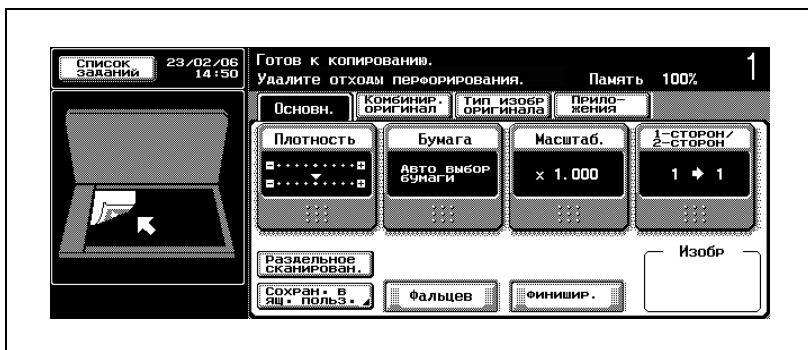 Список
заданий
23/02/06
14:50
Готов к копированию.
Удалите отходы перфорирования.
Память 100%
1
Основн.
Комбинир.
оригинал
Тип изобр
оригинала
Прило-
жения
Плотность
Бумага
Авто выбор
бумаги
Масштаб.
x 1.000
1-сторон/
2-сторон
1 → 1
Раздельное
сканирован.
Сохран. в
ящ. польз.
Фальцев
Финишир.
Изобр